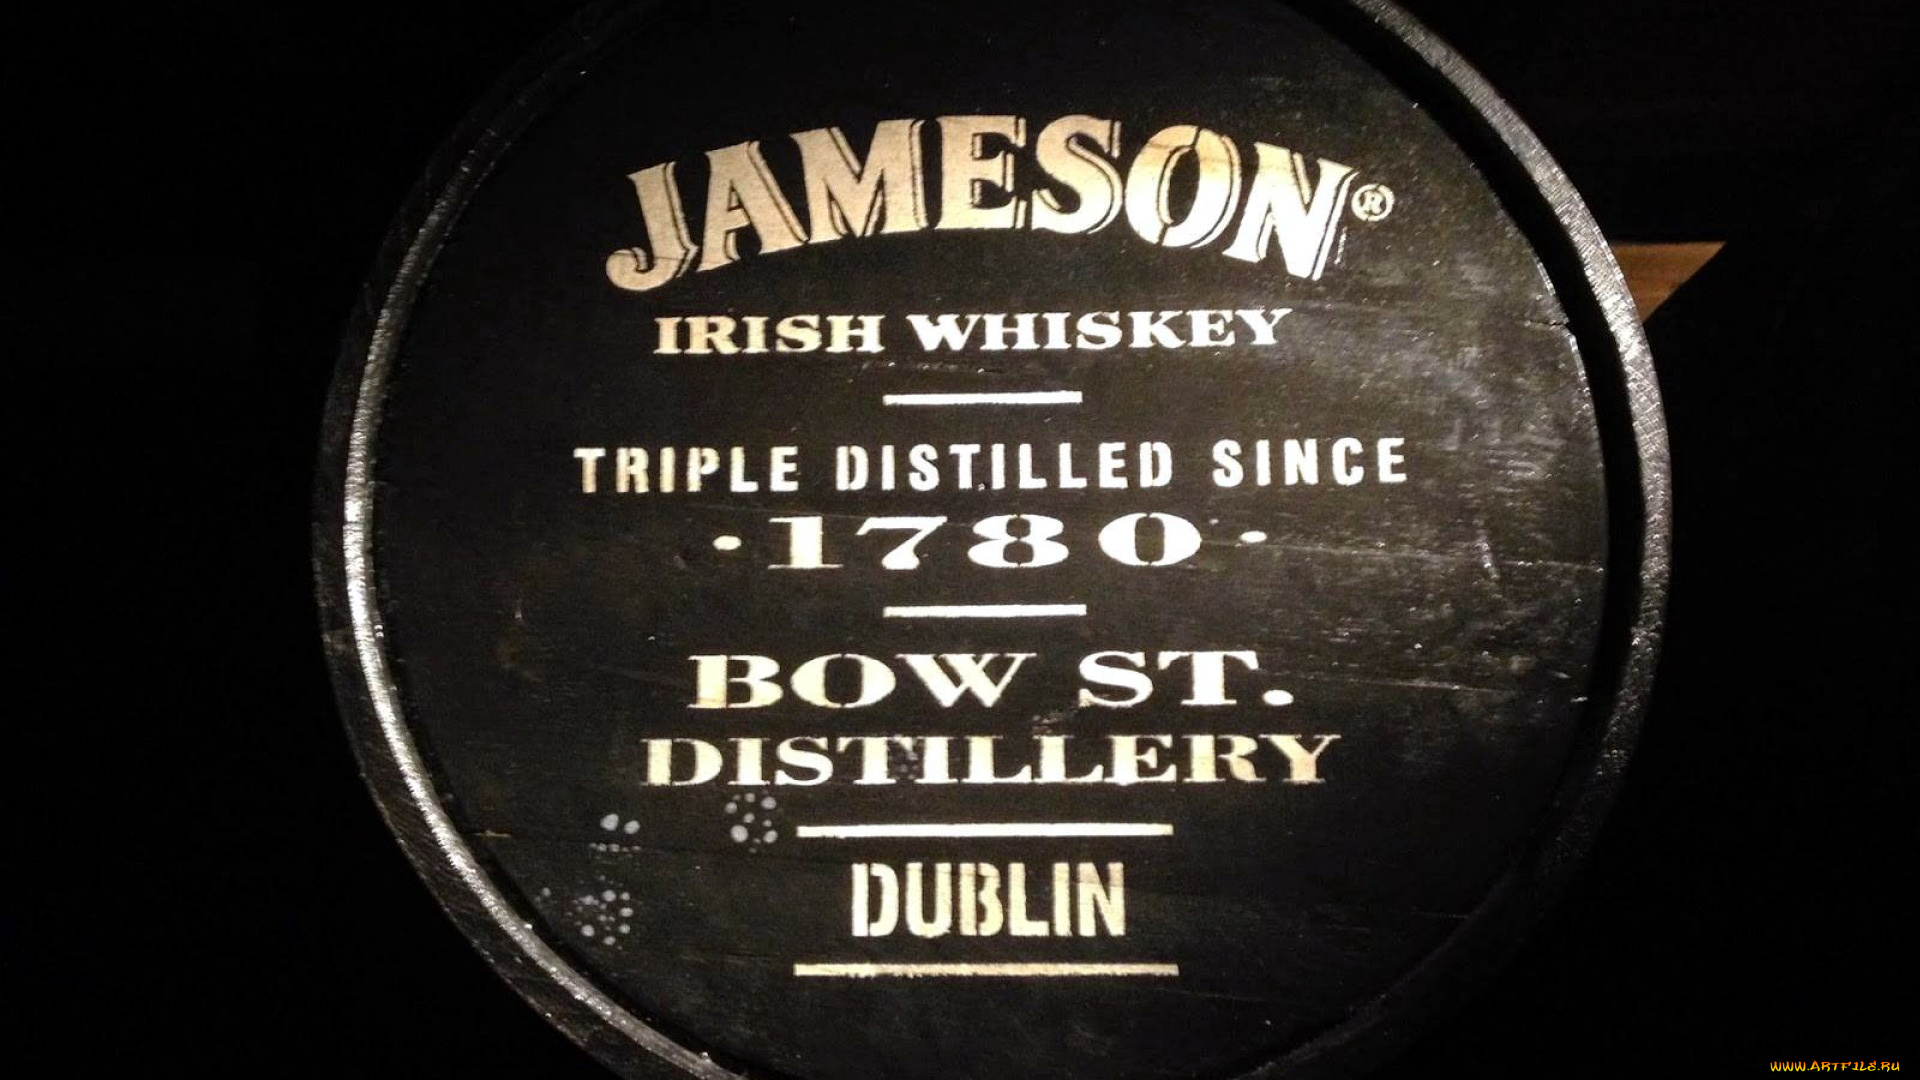 JAMESON®
IRISH WHISKEY
TRIPLE DISTILLED SINCE
·1780·
BOW ST.
DISTILLERY
DUBLIN
WWW.ARTFILE.RU